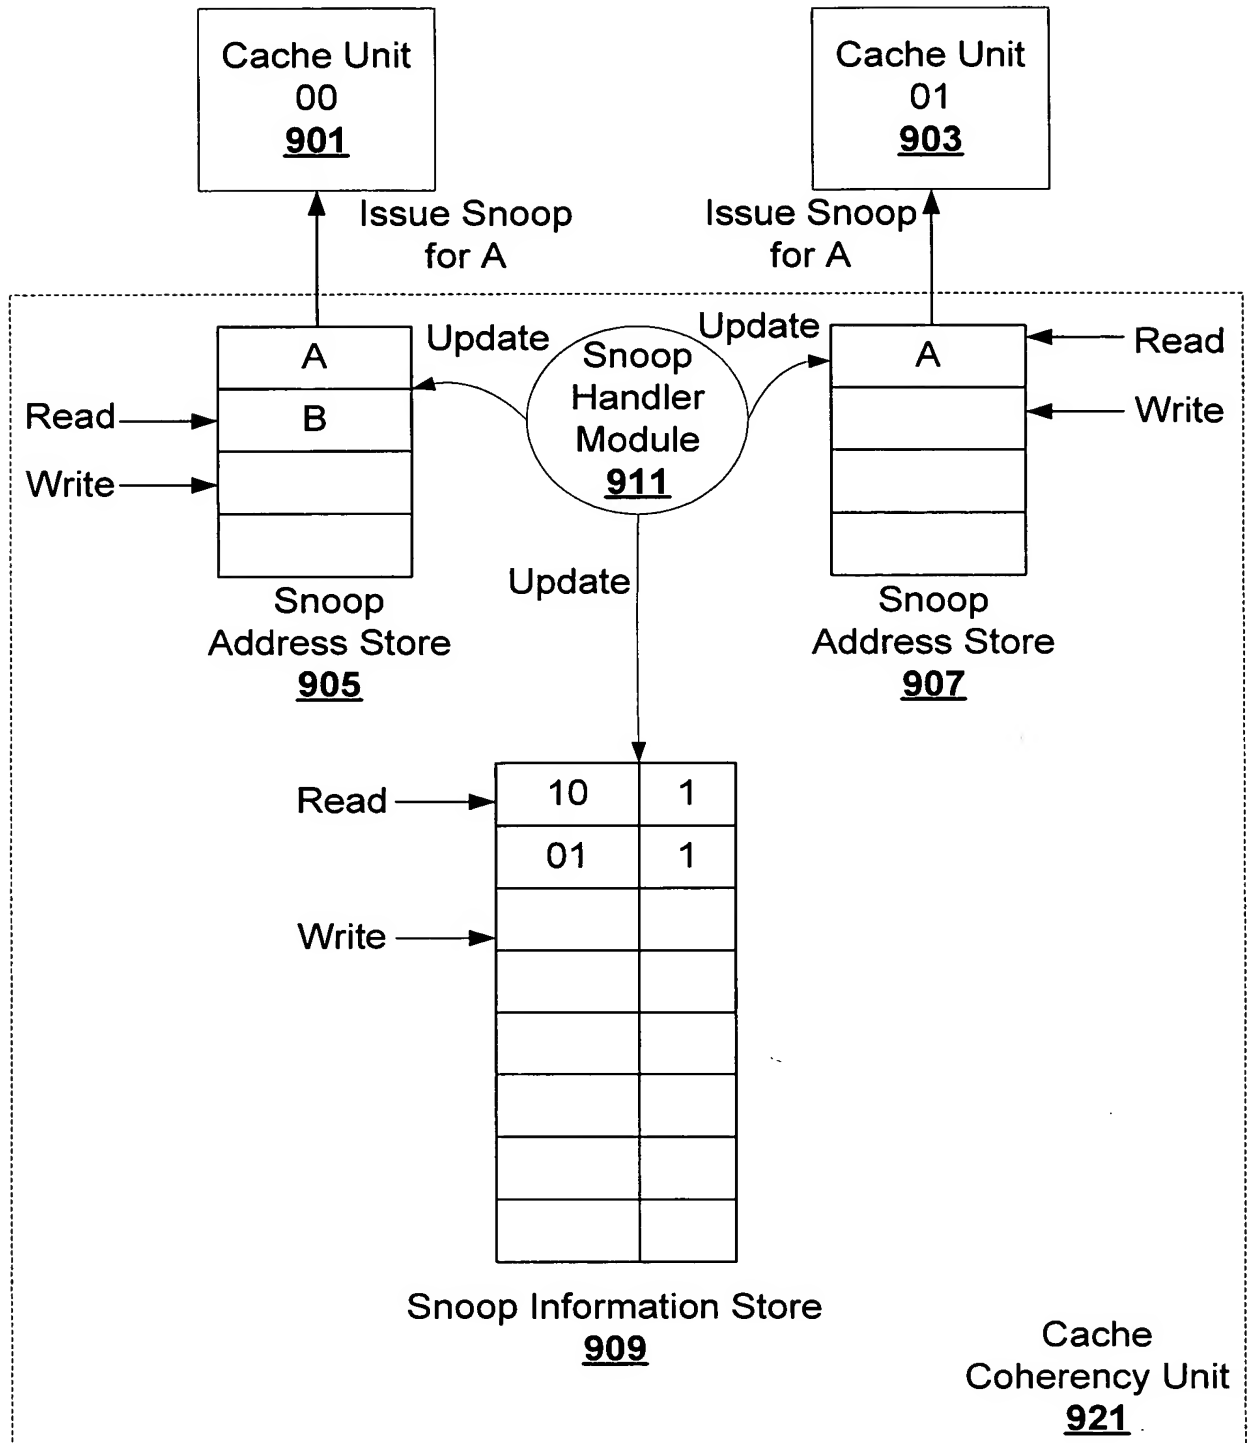 Cache Unit
00
901
Cache Unit
01
903
Issue Snoop
for A
Issue Snoop
for A
Update
Update
A
B
Read
Write
Snoop
Handler
Module
911
A
Read
Write
Snoop
Address Store
905
Update
Snoop
Address Store
907
Read
10 1
01 1
Write
Snoop Information Store
909
Cache
Coherency Unit
921